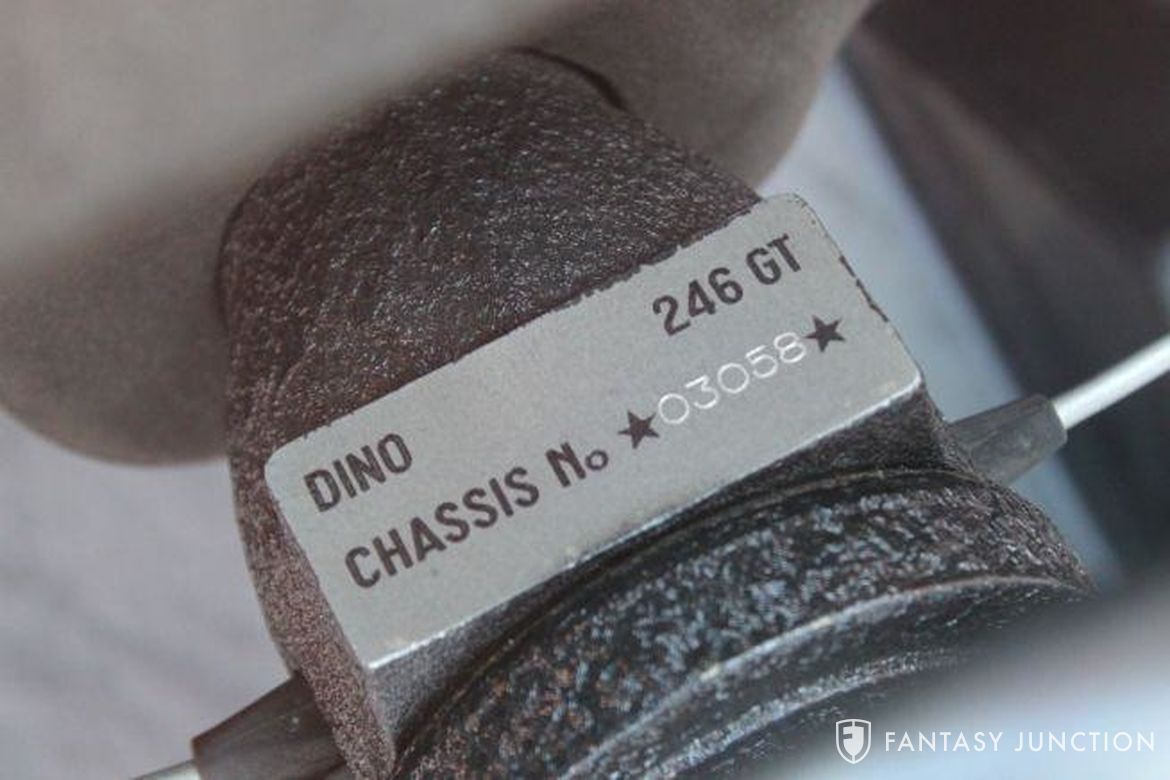 DINO 246 GT
CHASSIS No ★03058★
FANTASY JUNCTION